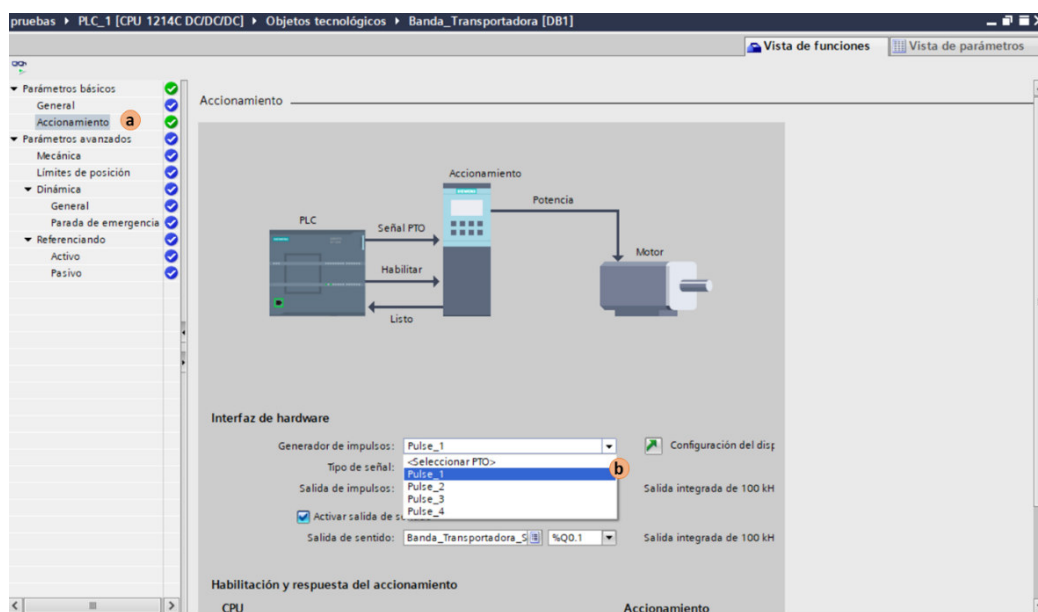 pruebas ▸ PLC_1 [CPU 1214C DC/DC/DC] ▸ Objetos tecnológicos ▸ Banda_Transportadora [DB1]
Vista de funciones
Vista de parámetros
Parámetros básicos
General
Accionamiento
a
Parámetros avanzados
Mecánica
Límites de posición
Dinámica
General
Parada de emergencia
Referenciando
Activo
Pasivo
Accionamiento
Accionamiento
Potencia
PLC
Señal PTO
Habilitar
Listo
Motor
Interfaz de hardware
Generador de impulsos: Pulse_1
Configuración del disp
Tipo de señal:
<Seleccionar PTO>
Pulse_1
b
Salida de impulsos:
Pulse_2
Salida integrada de 100 kH
Pulse_3
Pulse_4
Activar salida de s
Salida de sentido: Banda_Transportadora_S %Q0.1 Salida integrada de 100 kH
Habilitación y respuesta del accionamiento
CPU Accionamiento